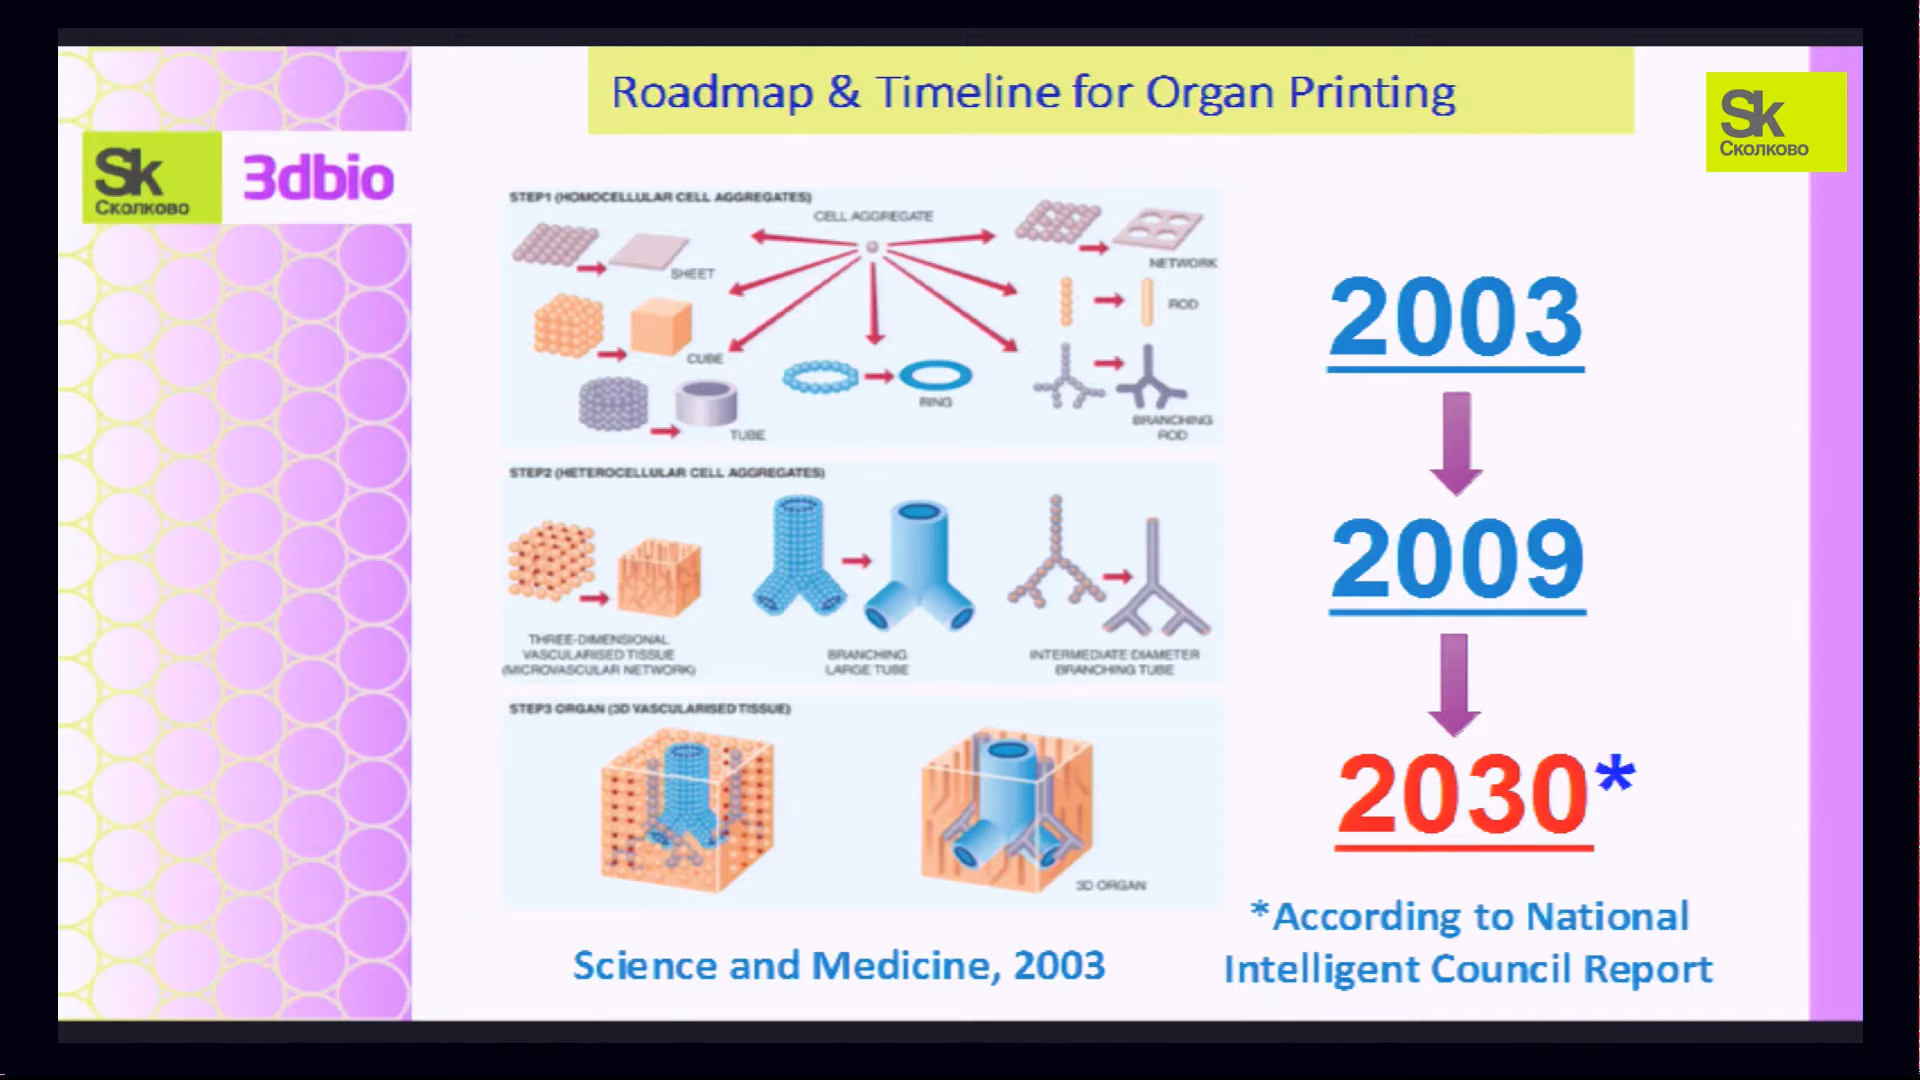 Roadmap & Timeline for Organ Printing
Sk
Сколково
Sk
Сколково
3dbio
STEP1 (HOMOCELLULAR CELL AGGREGATES)
CELL AGGREGATE
SHEET
NETWORK
ROD
CUBE
RING
BRANCHING
ROD
TUBE
STEP2 (HETEROCELLULAR CELL AGGREGATES)
THREE-DIMENSIONAL
VASCULARISED TISSUE
(MICROVASCULAR NETWORK)
BRANCHING
LARGE TUBE
INTERMEDIATE DIAMETER
BRANCHING TUBE
STEP3 ORGAN (3D VASCULARISED TISSUE)
3D ORGAN
Science and Medicine, 2003
2003
2009
2030*
*According to National
Intelligent Council Report